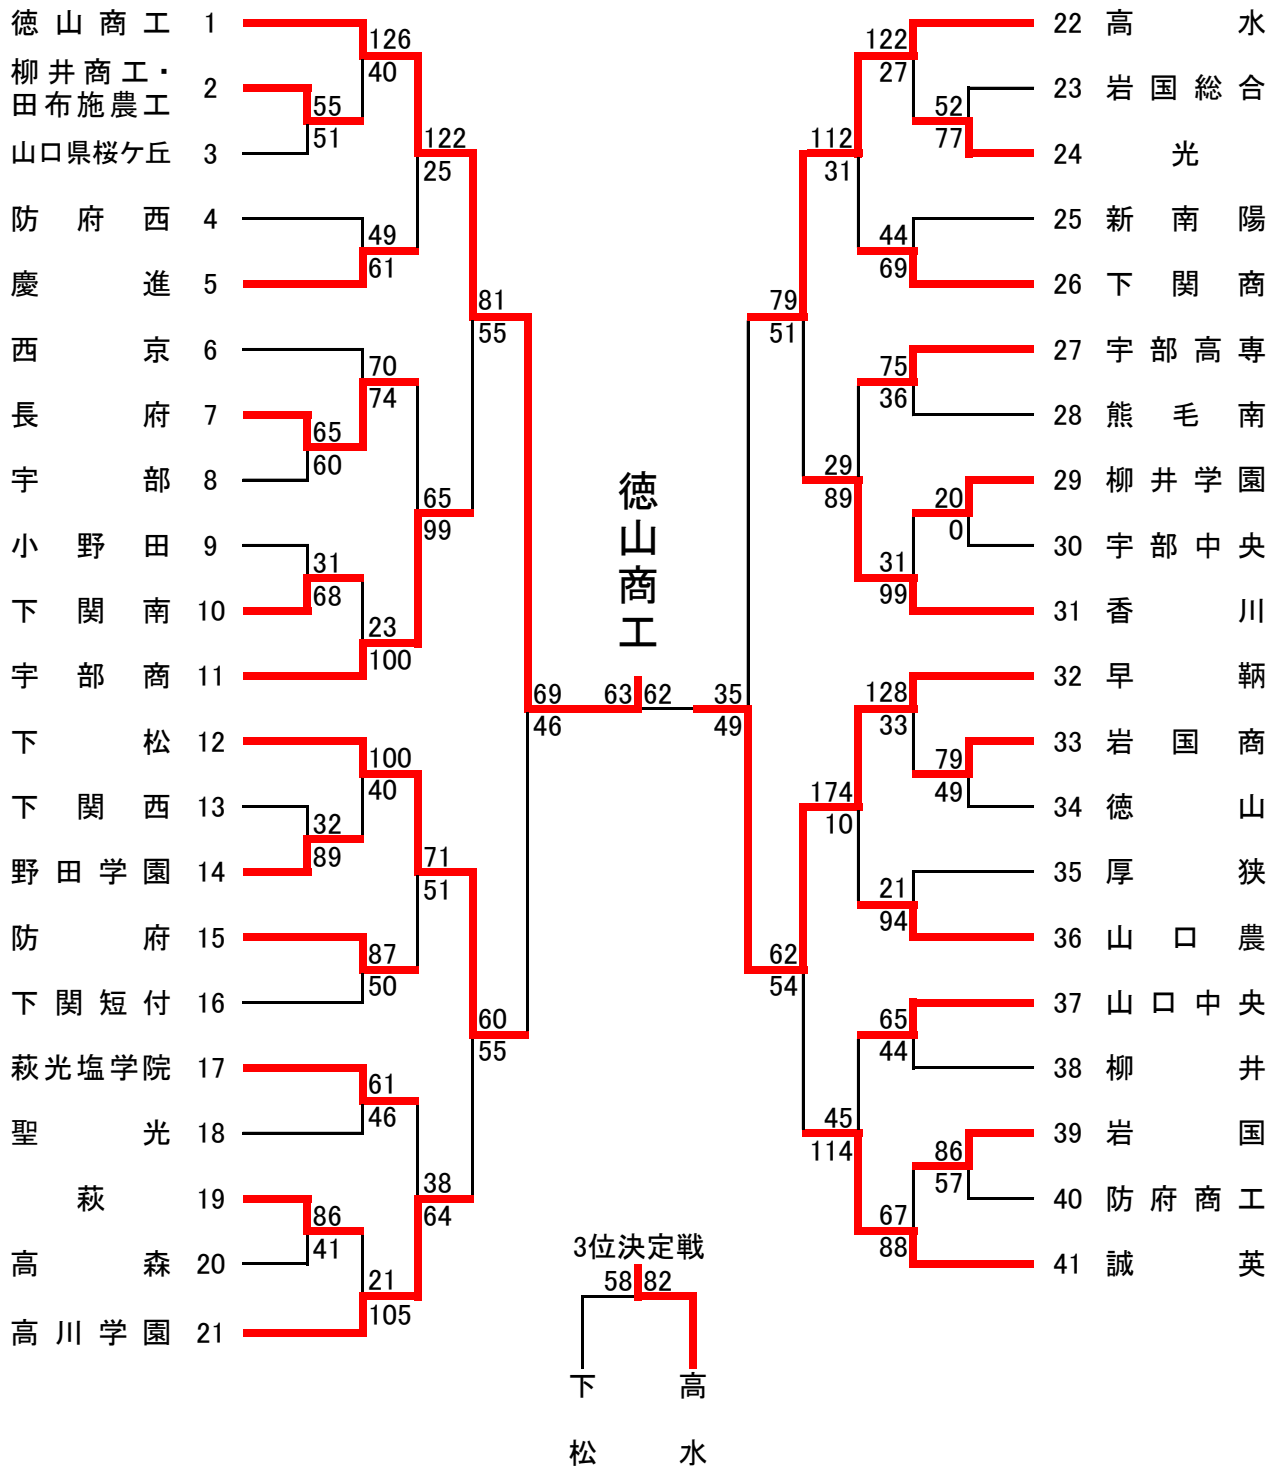 徳山商工 1
柳井商工・
田布施農工 2
山口県桜ケ丘 3
防府西 4
慶進 5
西京 6
長府 7
宇部 8
小野田 9
下関南 10
宇部商 11
下松 12
下関西 13
野田学園 14
防府 15
下関短付 16
萩光塩学院 17
聖光 18
萩 19
高森 20
高川学園 21
55
51
65
60
31
68
32
89
86
41
126
40
49
61
70
74
23
100
100
40
87
50
61
46
21
105
122
25
65
99
71
51
38
64
81
55
60
55
69
46
徳山商工
63 62
35
49
79
51
62
54
112
31
29
89
174
10
45
114
122
27
44
69
75
36
31
99
128
33
21
94
65
44
67
88
52
77
20
0
79
49
86
57
22 高水
23 岩国総合
24 光
25 新南陽
26 下関商
27 宇部高専
28 熊毛南
29 柳井学園
30 宇部中央
31 香川
32 早鞆
33 岩国商
34 徳山
35 厚狭
36 山口農
37 山口中央
38 柳井
39 岩国
40 防府商工
41 誠英
3位決定戦
58 82
下松
高水